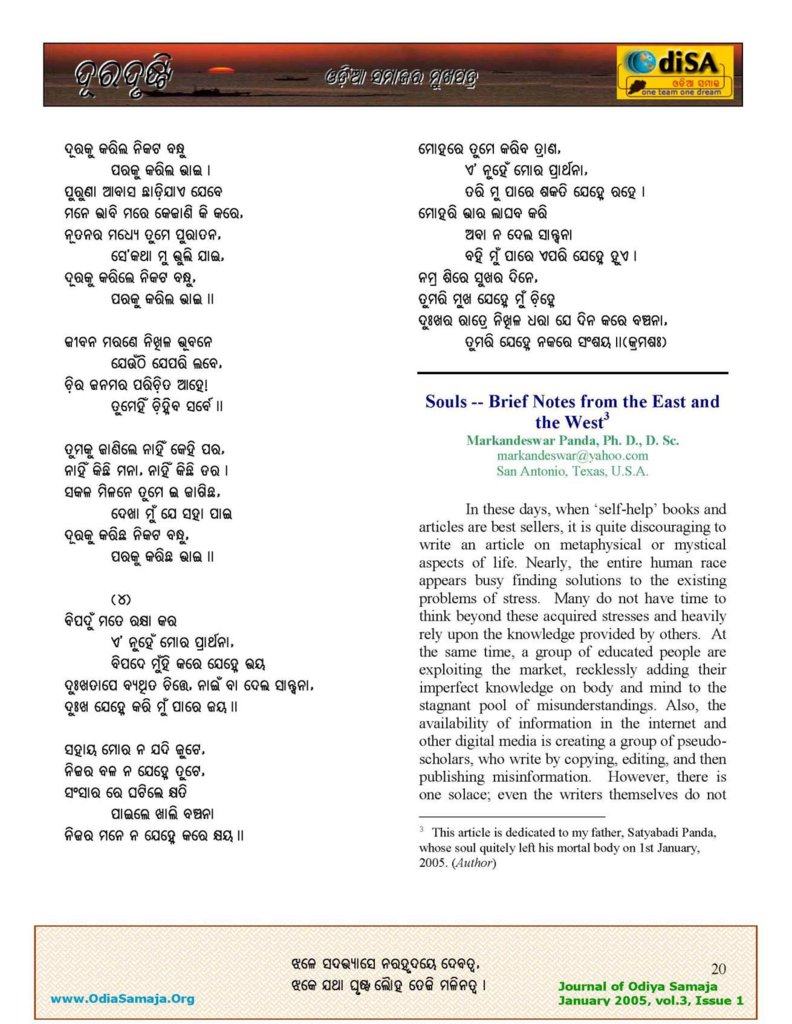 ଦୂରଦୃଷ୍ଟି
ଓଡ଼ିଆ ସମାଜର ମୁଖପତ୍ର
OdiSA
ଓଡ଼ିଆ ସମାଜ
one team one dream
ଦୂରକୁ କରିଲ ନିକଟ ବନ୍ଧୁ
ପରକୁ କରିଲ ଭାଇ ।
ପୁରୁଣା ଆବାସ ଛାଡ଼ିଯାଏ ଯେବେ
ମନେ ଭାବି ମରେ କେଜାଣି କି କରେ,
ନୂତନର ମଧ୍ୟେ ତୁମେ ପୁରାତନ,
ସେ'କଥା ମୁ ଭୁଲି ଯାଇ,
ଦୂରକୁ କରିଲେ ନିକଟ ବନ୍ଧୁ,
ପରକୁ କରିଲ ଭାଇ ॥
ଜୀବନ ମରଣେ ନିଖିଳ ଭୂବନେ
ଯେଉଁଠି ଯେପରି ଲବେ,
ଚ଼ିର ଜନମର ପରିଚ଼ିତ ଆହୋ!
ତୁମେହିଁ ଚ଼ିହ୍ନିବ ସର୍ବେ ॥
ତୁମକୁ ଜାଣିଲେ ନାହିଁ କେହି ପର,
ନାହିଁ କିଛି ମନା, ନାହିଁ କିଛି ଡର ।
ସକଳ ମିଳନେ ତୁମେ ଇ ଜାଗିଛ,
ଦେଖା ମୁଁ ଯେ ସହା ପାଇ
ଦୂରକୁ କରିଛ ନିକଟ ବନ୍ଧୁ,
ପରକୁ କରିଛ ଭାଇ ॥
(୪)
ବିପଦୁଁ ମତେ ରକ୍ଷା କର
ଏ' ନୁହେଁ ମୋର ପ୍ରାର୍ଥନା,
ବିପଦେ ମୁଁହି କରେ ଯେହ୍ନେ ଭୟ
ଦୁଃଖତାପେ ବ୍ୟଥିତ ଚିତ୍ତେ, ନାଇଁ ବା ଦେଲ ସାନ୍ତ୍ୱନା,
ଦୁଃଖ ଯେହ୍ନେ କରି ମୁଁ ପାରେ ଜୟ ॥
ସହାୟ ମୋର ନ ଯଦି ଜୁଟେ,
ନିଜର ବଳ ନ ଯେହ୍ନେ ତୁଟେ,
ସଂସାର ରେ ଘଟିଲେ କ୍ଷତି
ପାଇଲେ ଖାଲି ବଞ୍ଚନା
ନିଜର ମନେ ନ ଯେହ୍ନେ କରେ କ୍ଷୟ ॥
ମୋହରେ ତୁମେ କରିବ ତ୍ରାଣ,
ଏ' ନୁହେଁ ମୋର ପ୍ରାର୍ଥନା,
ତରି ମୁ ପାରେ ଶକତି ଯେହ୍ନେ ରହେ ।
ମୋହରି ଭାର ଲାଘବ କରି
ଅବା ନ ଦେଲ ସାନ୍ତ୍ୱନା
ବହି ମୁଁ ପାରେ ଏପରି ଯେହ୍ନେ ହୁଏ ।
ନମ୍ର ଶିରେ ସୁଖର ଦିନେ,
ତୁମରି ମୁଖ ଯେହ୍ନେ ମୁଁ ଚ଼ିହ୍ନେ
ଦୁଃଖର ରାତ୍ରେ ନିଖିଳ ଧରା ଯେ ଦିନ କରେ ବଞ୍ଚନା,
ତୁମରି ଯେହ୍ନେ ନକରେ ସଂଶୟ ॥(କ୍ରମଶଃ)
Souls -- Brief Notes from the East and
the West3
Markandeswar Panda, Ph. D., D. Sc.
markandeswar@yahoo.com
San Antonio, Texas, U.S.A.
In these days, when ‘self-help’ books and
articles are best sellers, it is quite discouraging to
write an article on metaphysical or mystical
aspects of life. Nearly, the entire human race
appears busy finding solutions to the existing
problems of stress. Many do not have time to
think beyond these acquired stresses and heavily
rely upon the knowledge provided by others. At
the same time, a group of educated people are
exploiting the market, recklessly adding their
imperfect knowledge on body and mind to the
stagnant pool of misunderstandings. Also, the
availability of information in the internet and
other digital media is creating a group of pseudo-
scholars, who write by copying, editing, and then
publishing misinformation. However, there is
one solace; even the writers themselves do not
3 This article is dedicated to my father, Satyabadi Panda,
whose soul quitely left his mortal body on 1st January,
2005. (Author)
ଝଳେ ସଦଭ୍ୟାସେ ନରହୃଦୟେ ଦେବତ୍ୱ,
ଝକେ ଯଥା ଘୃଷ୍ଟ ଲୌହ ତେଜି ମଳିନତ୍ୱ ।
20
www.OdiaSamaja.Org
Journal of Odiya Samaja
January 2005, vol.3, Issue 1